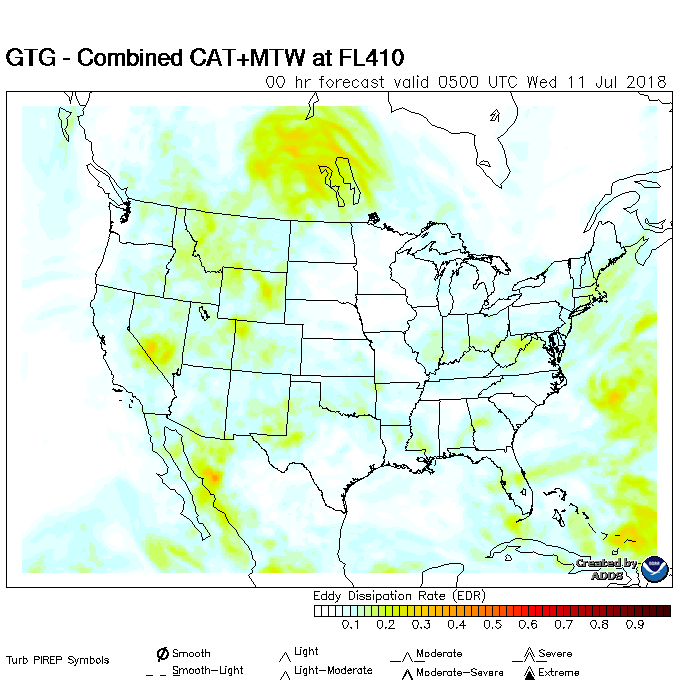 GTG - Combined CAT+MTW at FL410
00 hr forecast valid 0500 UTC Wed 11 Jul 2018
Created by
ADDS
NOAA
Eddy Dissipation Rate (EDR)
0.1 0.2 0.3 0.4 0.5 0.6 0.7 0.8 0.9
Turb PIREP Symbols
Smooth Light Moderate Severe
Smooth-Light Light-Moderate Moderate-Severe Extreme